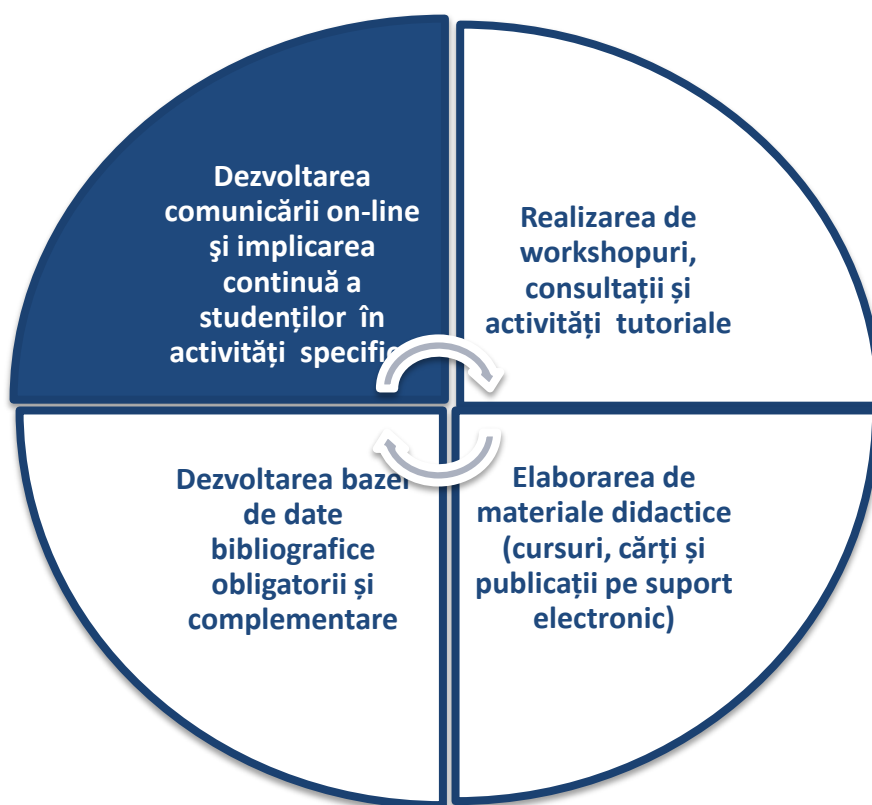 Dezvoltarea
comunicării on-line
şi implicarea
continuă a
studenților în
activități
Realizarea de
workshopuri,
consultații și
activități tutoriale
Dezvoltarea bazei
de date
bibliografice
obligatorii și
complementare
Elaborarea de
materiale didactice
(cursuri, cărți și
publicații pe suport
electronic)